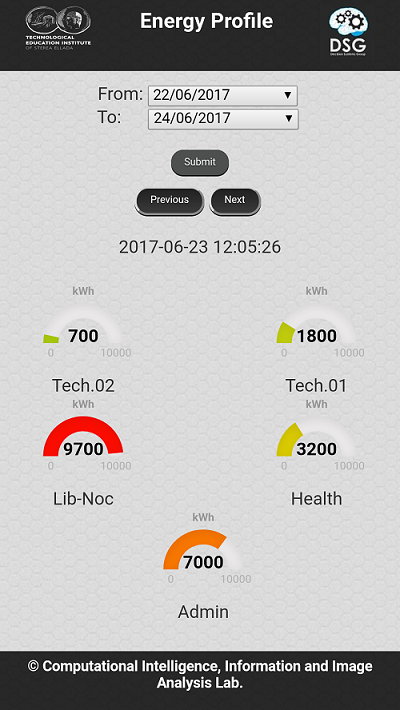 TECHNOLOGICAL
EDUCATION INSTITUTE
OF STEREA ELLADA
Energy Profile
DSG
From: 22/06/2017
To: 24/06/2017
Submit
Previous Next
2017-06-23 12:05:26
kWh kWh
700 1800
0 10000 0 10000
Tech.02 Tech.01
kWh kWh
9700 3200
0 10000 0 10000
Lib-Noc Health
kWh
7000
0 10000
Admin
© Computational Intelligence, Information and Image
Analysis Lab.